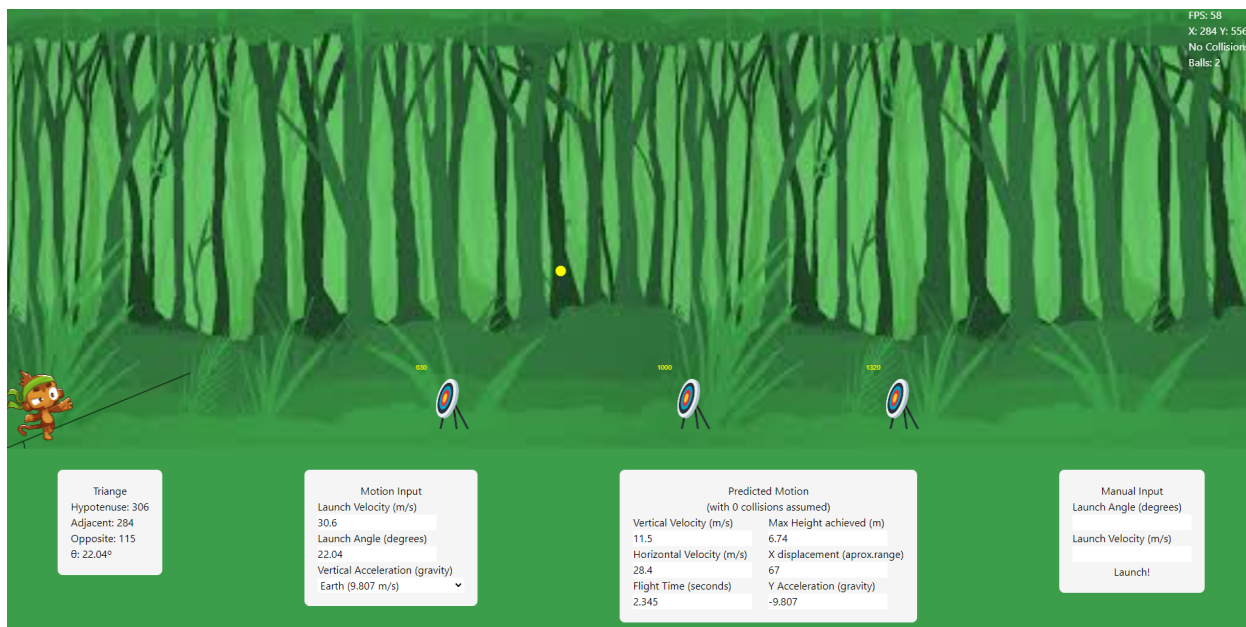 FPS: 58
X: 284 Y: 556
No Collision
Balls: 2
630
1000
1320
Triange
Hypotenuse: 306
Adjacent: 284
Opposite: 115
θ: 22.04º
Motion Input
Launch Velocity (m/s)
30.6
Launch Angle (degrees)
22.04
Vertical Acceleration (gravity)
Earth (9.807 m/s)
Predicted Motion
(with 0 collisions assumed)
Vertical Velocity (m/s)
11.5
Horizontal Velocity (m/s)
28.4
Flight Time (seconds)
2.345
Max Height achieved (m)
6.74
X displacement (aprox.range)
67
Y Acceleration (gravity)
-9.807
Manual Input
Launch Angle (degrees)
Launch Velocity (m/s)
Launch!